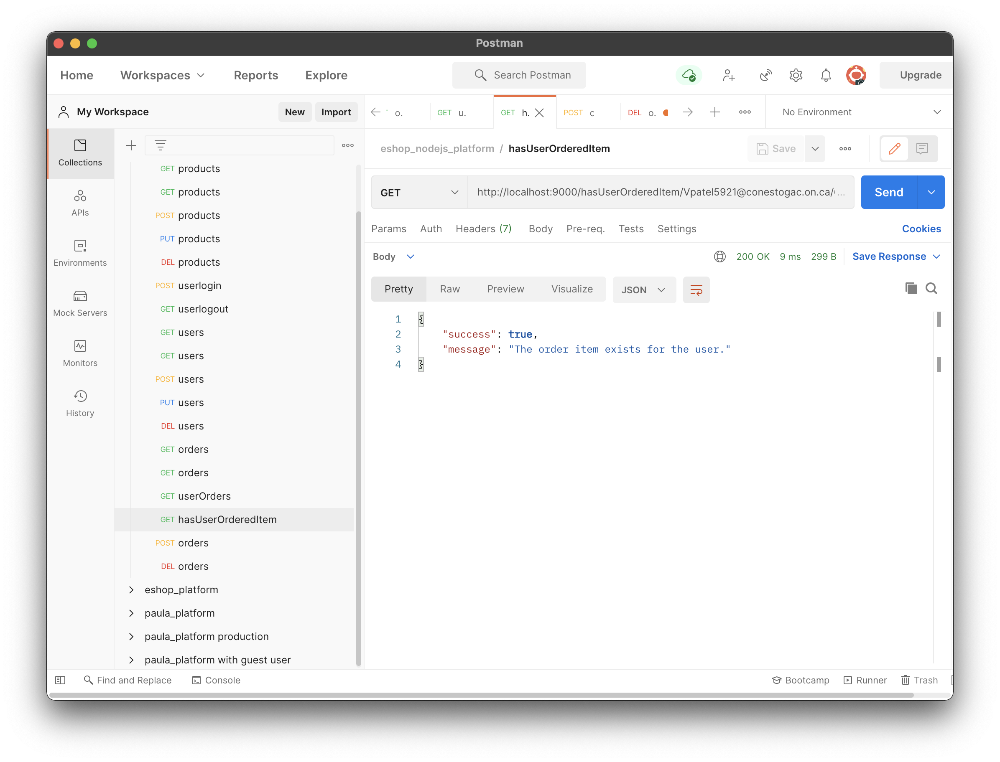 Postman
Home Workspaces Reports Explore Search Postman Upgrade
My Workspace New Import
o. GET u. GET h. POST c DEL o. No Environment
Collections
APIs
Environments
Mock Servers
Monitors
History
GET products
GET products
POST products
PUT products
DEL products
POST userlogin
GET userlogout
GET users
GET users
POST users
PUT users
DEL users
GET orders
GET orders
GET userOrders
GET hasUserOrderedItem
POST orders
DEL orders
eshop_platform
paula_platform
paula_platform production
paula_platform with guest user
eshop_nodejs_platform / hasUserOrderedItem Save
GET http://localhost:9000/hasUserOrderedItem/Vpatel5921@conestogac.on.ca/ ... Send
Params Auth Headers (7) Body Pre-req. Tests Settings Cookies
Body 200 OK 9 ms 299 B Save Response
Pretty Raw Preview Visualize JSON
1 {
2 "success": true,
3 "message": "The order item exists for the user."
4 }
Find and Replace Console Bootcamp Runner Trash